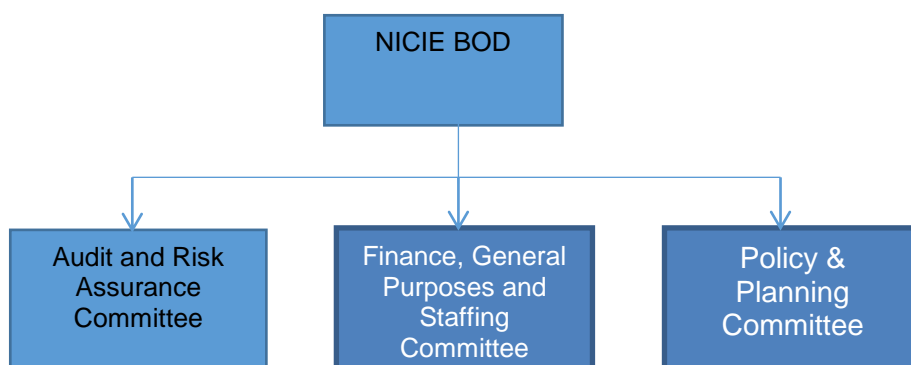 NICIE BOD
Audit and Risk
Assurance
Committee
Finance, General
Purposes and
Staffing
Committee
Policy &
Planning
Committee